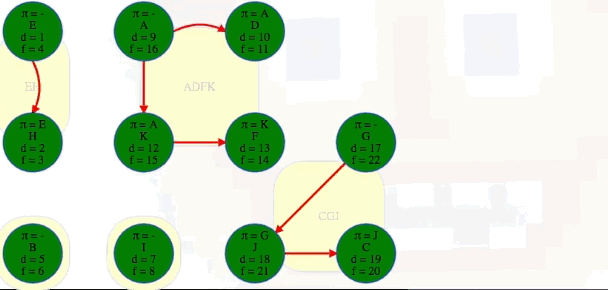 π = -
E
d = 1
f = 4
π = -
A
d = 9
f = 16
π = A
D
d = 10
f = 11
EH
ADFK
π = E
H
d = 2
f = 3
π = A
K
d = 12
f = 15
π = K
F
d = 13
f = 14
π = -
G
d = 17
f = 22
CGJ
π = -
B
d = 5
f = 6
π = -
I
d = 7
f = 8
π = G
J
d = 18
f = 21
π = J
C
d = 19
f = 20